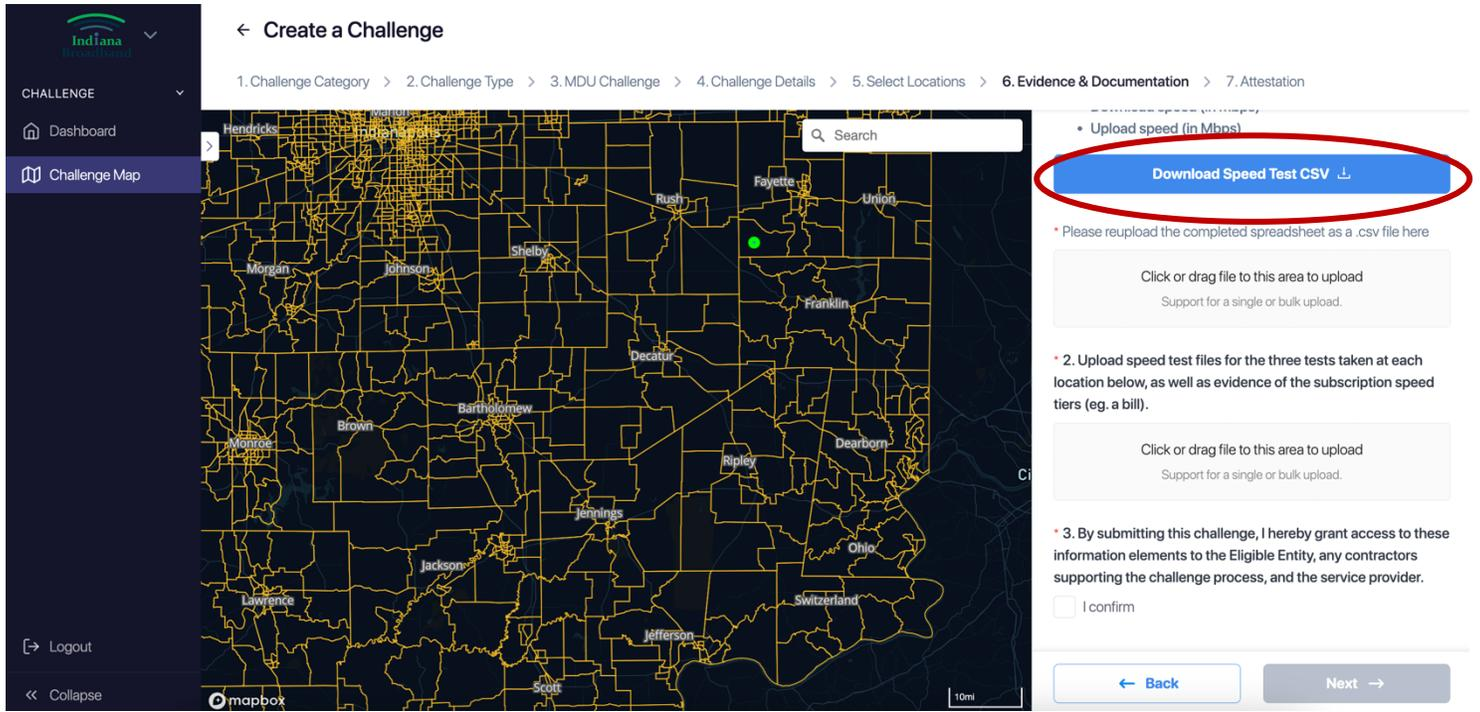 Indiana
Broadband
CHALLENGE
Dashboard
Challenge Map
Logout
Collapse
Create a Challenge
1. Challenge Category > 2. Challenge Type > 3. MDU Challenge > 4. Challenge Details > 5. Select Locations > 6. Evidence & Documentation > 7. Attestation
Marion
Hendricks
Indianapolis
Search
Fayette
Rush
Union
Shelby
Morgan
Johnson
Franklin
Decatur
Bartholomew
Brown
Monroe
Dearborn
Ripley
Ci
Jennings
Ohio
Jackson
Lawrence
Switzerland
Jefferson
Scott
mapbox
10mi
Download speed (in Mbps)
• Upload speed (in Mbps)
Download Speed Test CSV
* Please reupload the completed spreadsheet as a .csv file here
Click or drag file to this area to upload
Support for a single or bulk upload.
* 2. Upload speed test files for the three tests taken at each
location below, as well as evidence of the subscription speed
tiers (eg. a bill).
Click or drag file to this area to upload
Support for a single or bulk upload.
* 3. By submitting this challenge, I hereby grant access to these
information elements to the Eligible Entity, any contractors
supporting the challenge process, and the service provider.
I confirm
Back
Next